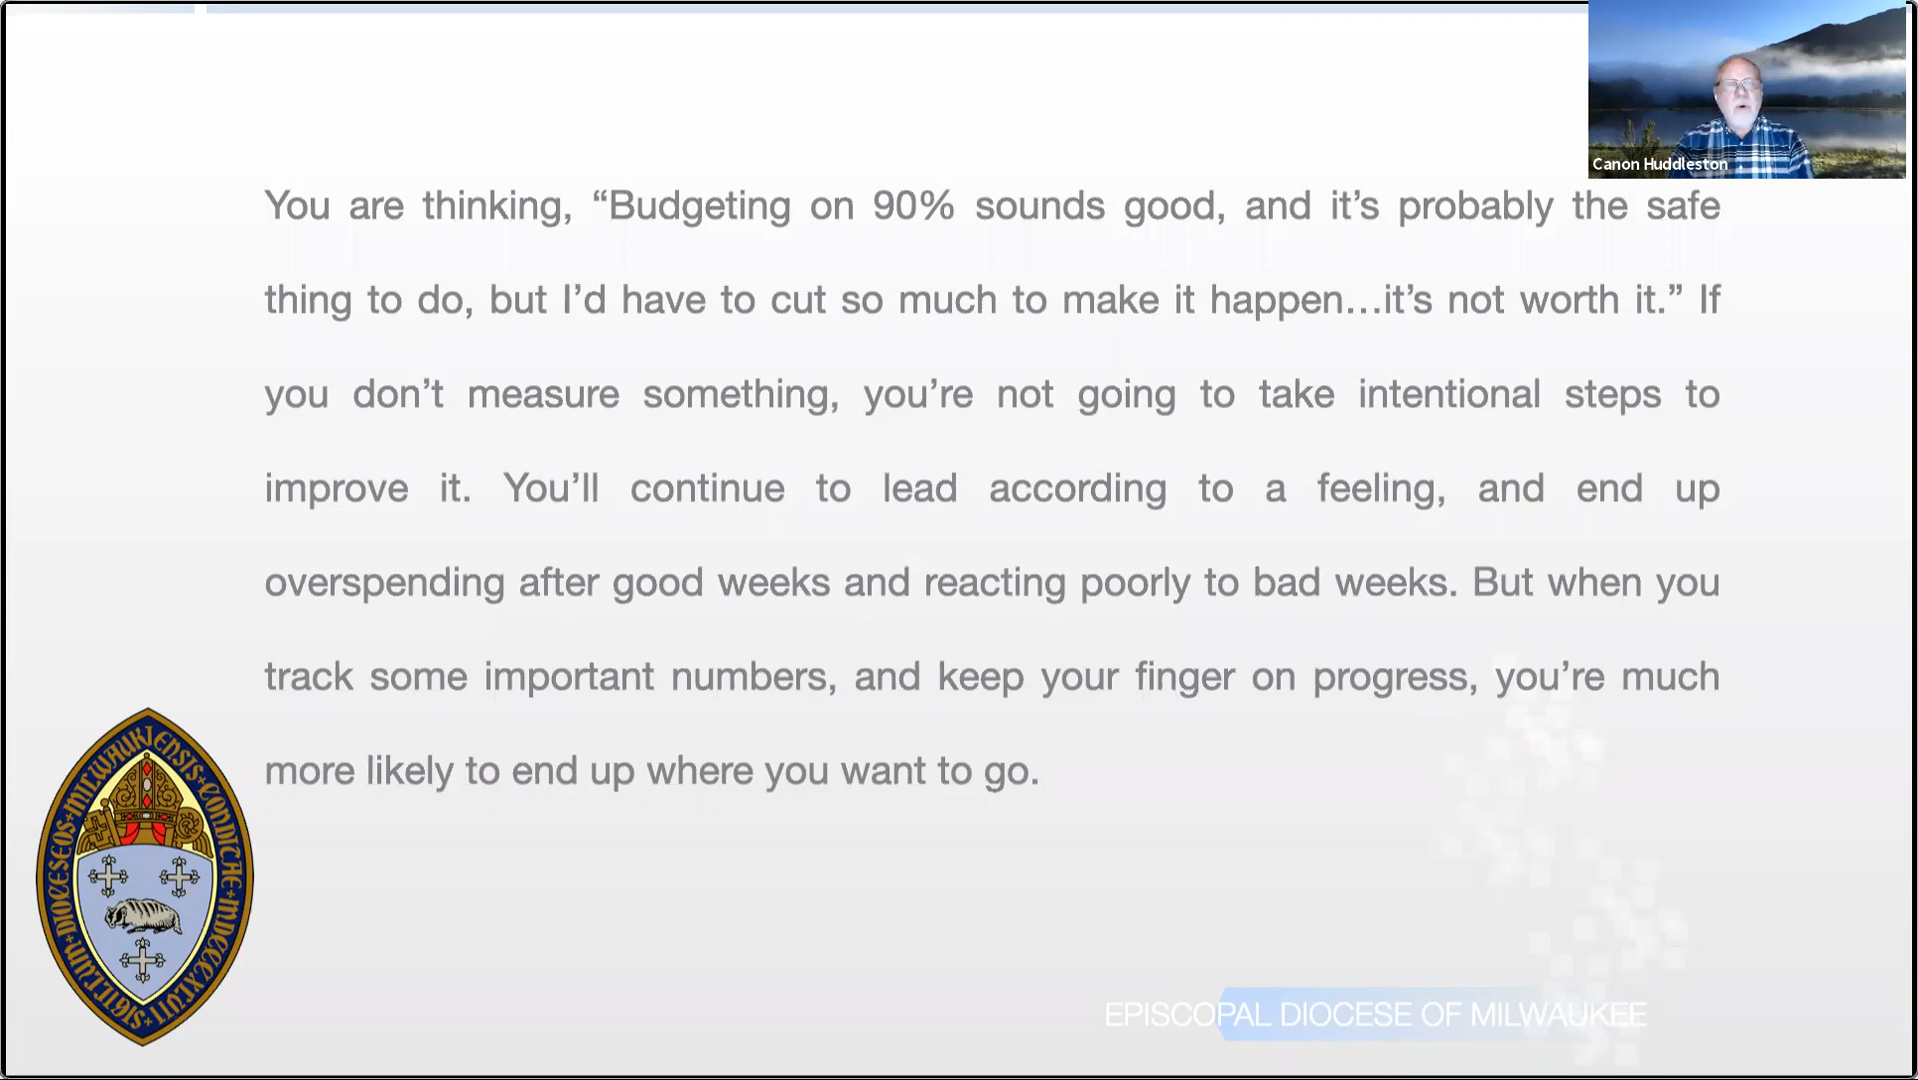 Canon Huddleston
You are thinking, “Budgeting on 90% sounds good, and it’s probably the safe
thing to do, but I’d have to cut so much to make it happen…it’s not worth it.” If
you don’t measure something, you’re not going to take intentional steps to
improve it. You’ll continue to lead according to a feeling, and end up
overspending after good weeks and reacting poorly to bad weeks. But when you
track some important numbers, and keep your finger on progress, you’re much
more likely to end up where you want to go.
SIGILLUM DIOCESEOS MILWAUKIENSIS CONDITAE
EPISCOPAL DIOCESE OF MILWAUKEE